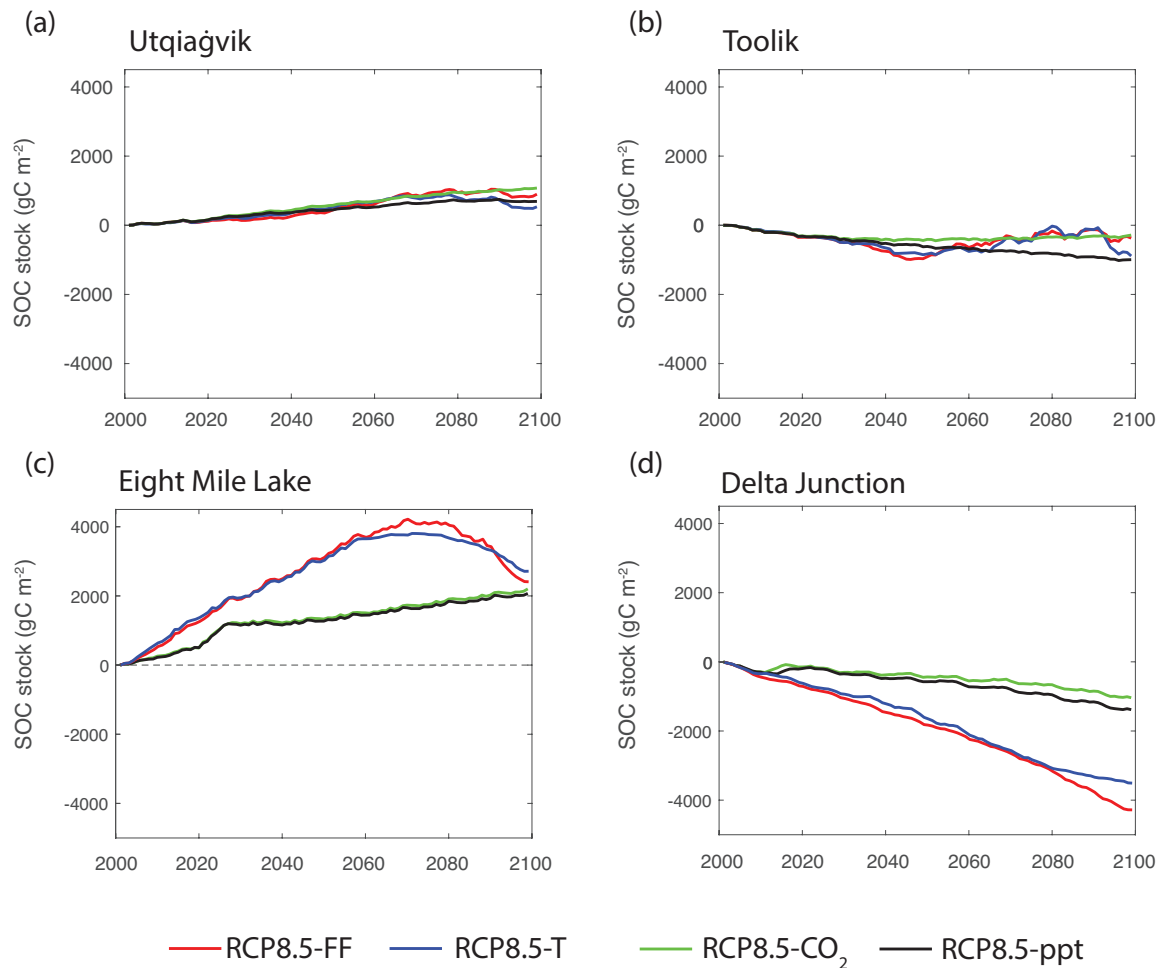 (a)
Utqiaġvik
SOC stock (gC m-2)
4000
2000
0
-2000
-4000
2000 2020 2040 2060 2080 2100
(b)
Toolik
SOC stock (gC m-2)
4000
2000
0
-2000
-4000
2000 2020 2040 2060 2080 2100
(c)
Eight Mile Lake
SOC stock (gC m-2)
4000
2000
0
-2000
-4000
2000 2020 2040 2060 2080 2100
(d)
Delta Junction
SOC stock (gC m-2)
4000
2000
0
-2000
-4000
2000 2020 2040 2060 2080 2100
RCP8.5-FF RCP8.5-T RCP8.5-CO2 RCP8.5-ppt